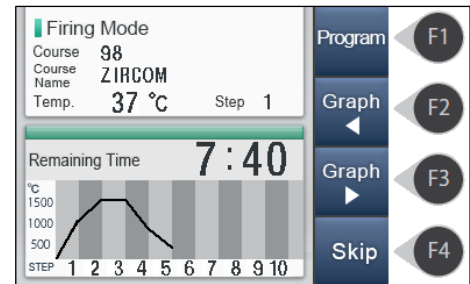 Firing Mode
Course 98
Course Name ZIRCOM
Temp. 37 °C Step 1
Remaining Time 7:40
°C
1500
1000
500
STEP 1 2 3 4 5 6 7 8 9 10
Program F1
Graph F2
Graph F3
Skip F4